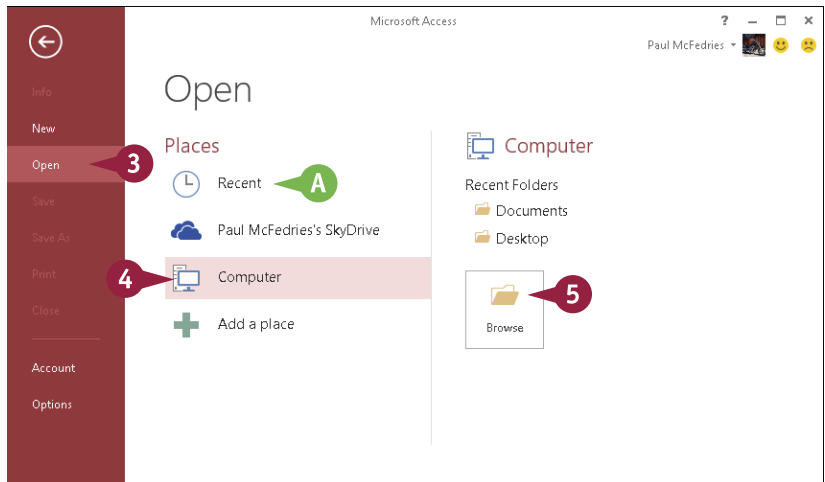 Microsoft Access
?
Paul McFedries
Info
New
Open
Save
Save As
Print
Close
Account
Options
3
Open
Places
Recent
A
Paul McFedries's SkyDrive
4
Computer
Add a place
Computer
Recent Folders
Documents
Desktop
5
Browse